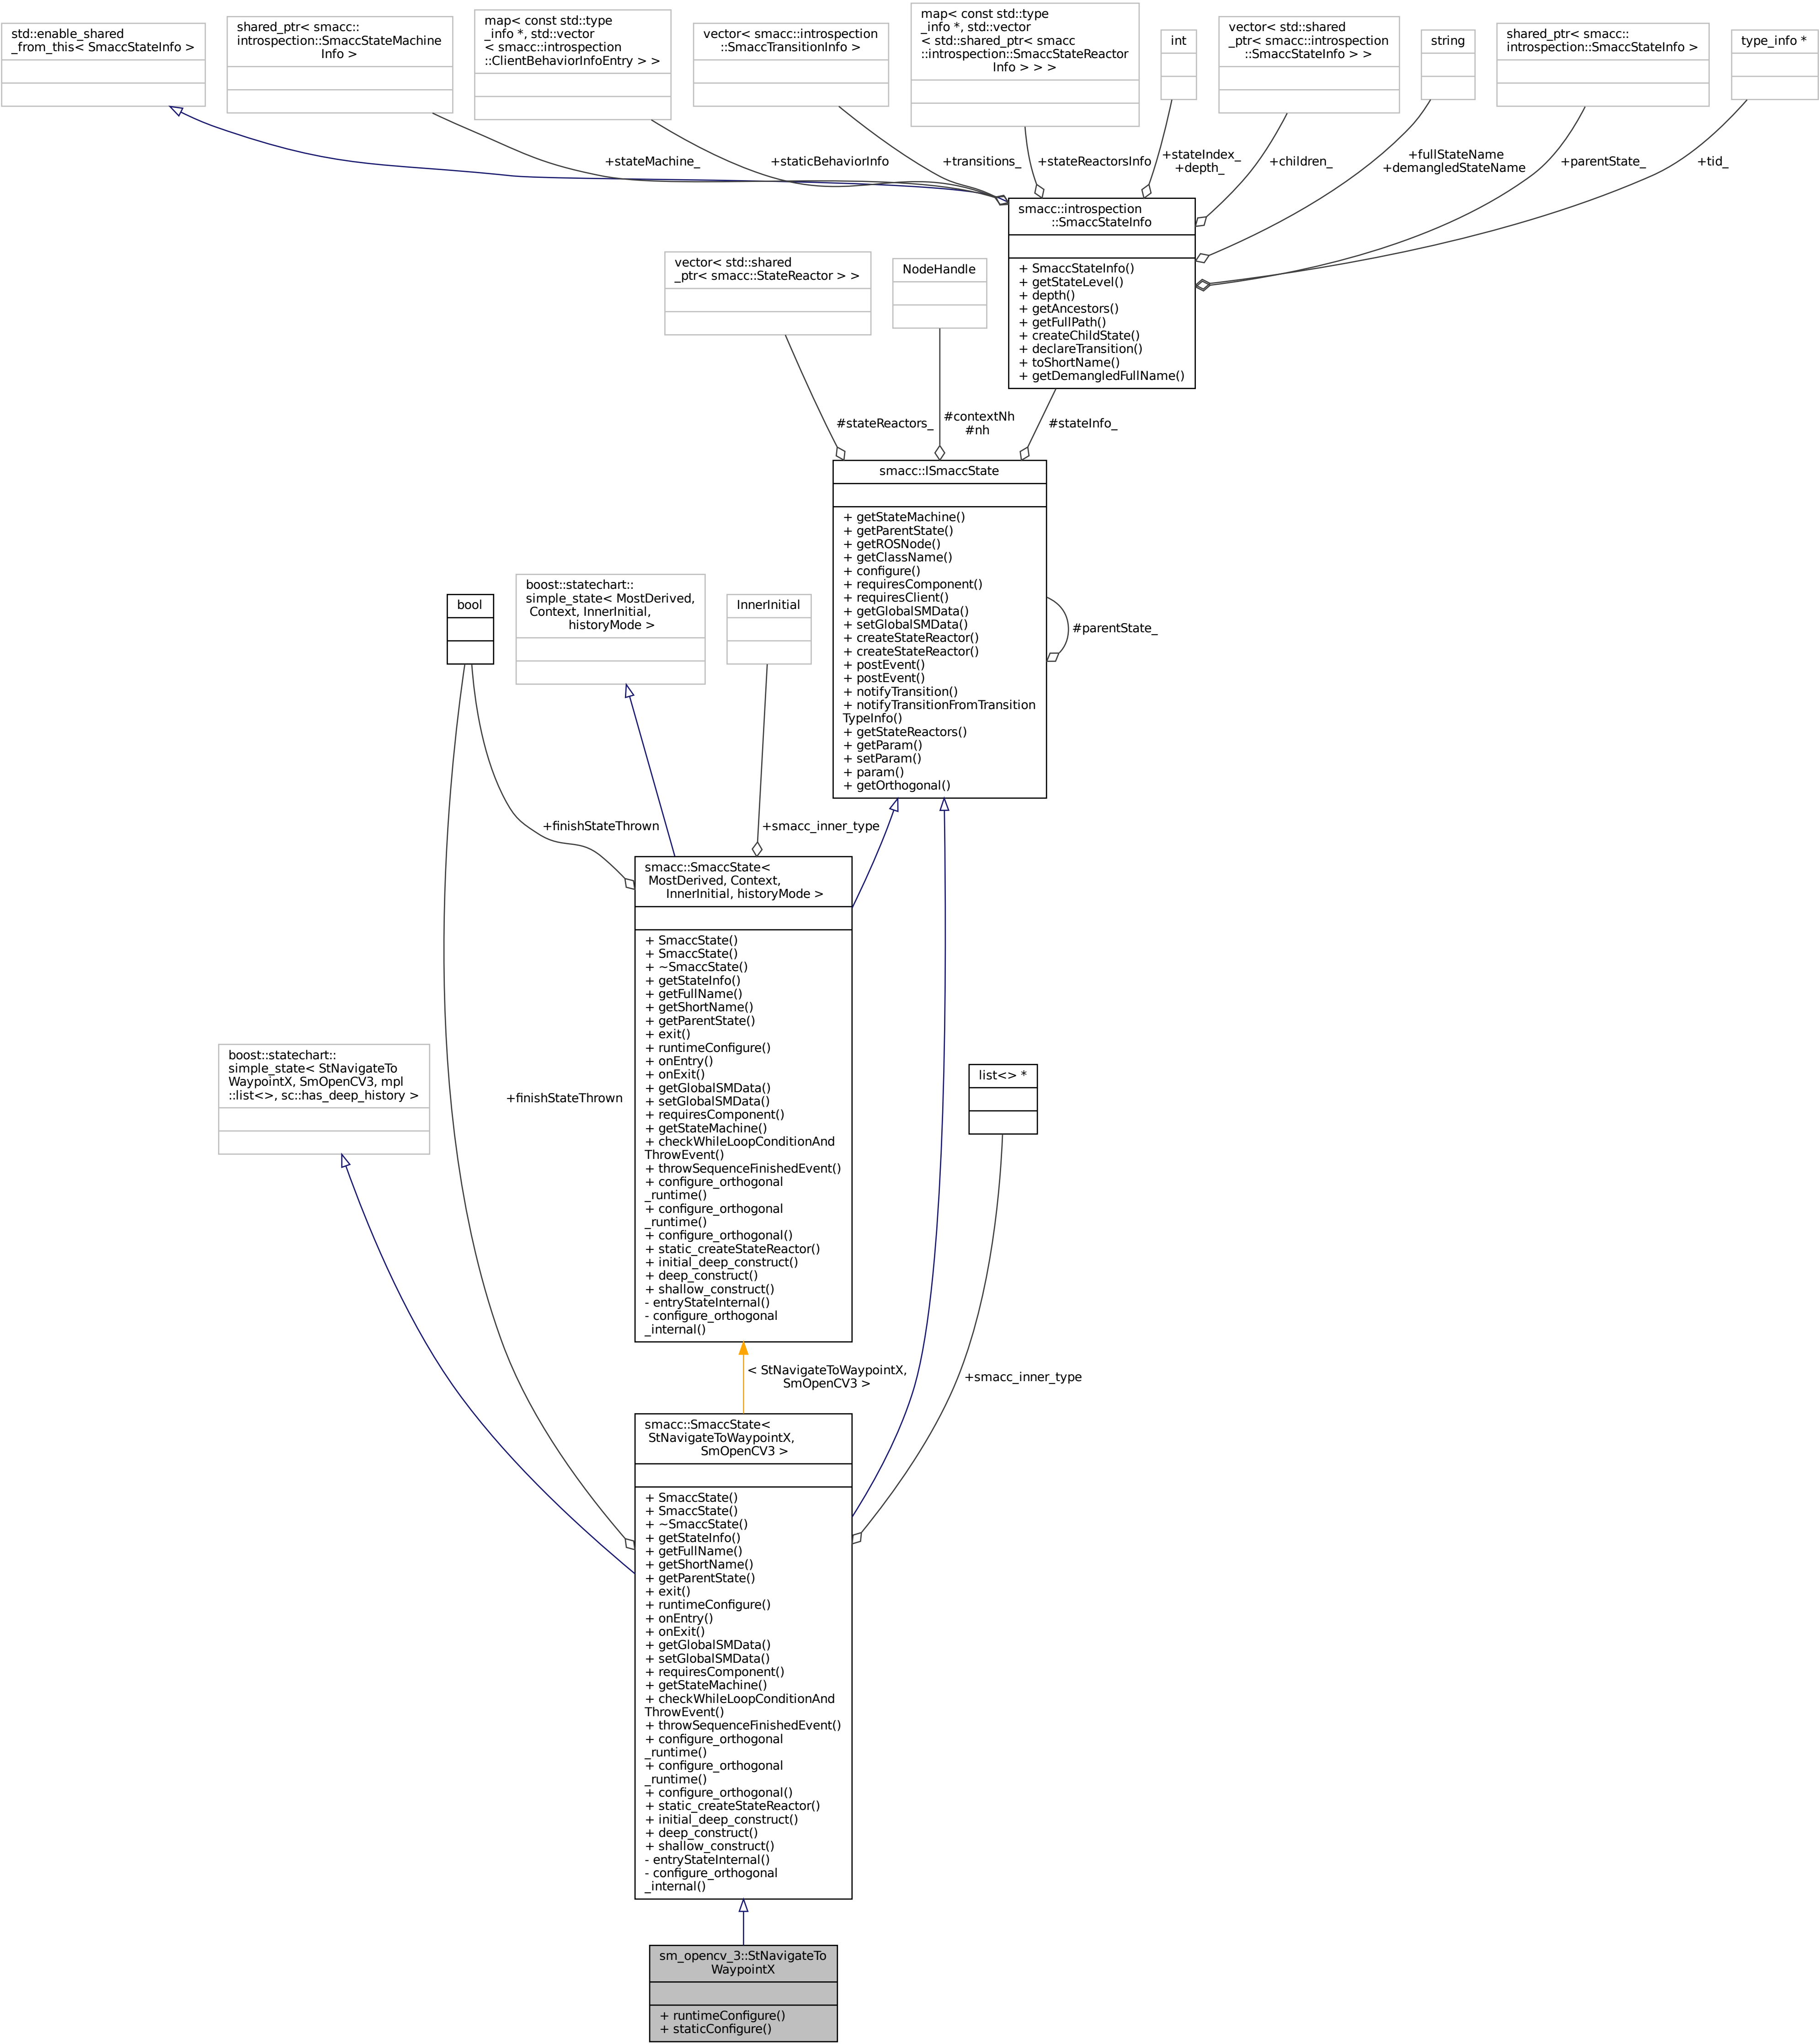 std::enable_shared
_from_this< SmaccStateInfo >
shared_ptr< smacc::
introspection::SmaccStateMachine
Info >
map< const std::type
_info *, std::vector
< smacc::introspection
::ClientBehaviorInfoEntry > >
vector< smacc::introspection
::SmaccTransitionInfo >
map< const std::type
_info *, std::vector
< std::shared_ptr< smacc
::introspection::SmaccStateReactor
Info > > >
int
vector< std::shared
_ptr< smacc::introspection
::SmaccStateInfo > >
string
shared_ptr< smacc::
introspection::SmaccStateInfo >
type_info *
+stateMachine_
+staticBehaviorInfo
+transitions_
+stateReactorsInfo
+stateIndex_
+depth_
+children_
+fullStateName
+demangledStateName
+parentState_
+tid_
smacc::introspection
::SmaccStateInfo
+ SmaccStateInfo()
+ getStateLevel()
+ depth()
+ getAncestors()
+ getFullPath()
+ createChildState()
+ declareTransition()
+ toShortName()
+ getDemangledFullName()
vector< std::shared
_ptr< smacc::StateReactor > >
NodeHandle
#stateReactors_
#contextNh
#nh
#stateInfo_
smacc::ISmaccState
+ getStateMachine()
+ getParentState()
+ getROSNode()
+ getClassName()
+ configure()
+ requiresComponent()
+ requiresClient()
+ getGlobalSMData()
+ setGlobalSMData()
+ createStateReactor()
+ createStateReactor()
+ postEvent()
+ postEvent()
+ notifyTransition()
+ notifyTransitionFromTransition
TypeInfo()
+ getStateReactors()
+ getParam()
+ setParam()
+ param()
+ getOrthogonal()
#parentState_
bool
boost::statechart::
simple_state< MostDerived,
Context, InnerInitial,
historyMode >
InnerInitial
+finishStateThrown
+smacc_inner_type
smacc::SmaccState<
MostDerived, Context,
InnerInitial, historyMode >
+ SmaccState()
+ SmaccState()
+ ~SmaccState()
+ getStateInfo()
+ getFullName()
+ getShortName()
+ getParentState()
+ exit()
+ runtimeConfigure()
+ onEntry()
+ onExit()
+ getGlobalSMData()
+ setGlobalSMData()
+ requiresComponent()
+ getStateMachine()
+ checkWhileLoopConditionAnd
ThrowEvent()
+ throwSequenceFinishedEvent()
+ configure_orthogonal
_runtime()
+ configure_orthogonal
_runtime()
+ configure_orthogonal()
+ static_createStateReactor()
+ initial_deep_construct()
+ deep_construct()
+ shallow_construct()
- entryStateInternal()
- configure_orthogonal
_internal()
boost::statechart::
simple_state< StNavigateTo
WaypointX, SmOpenCV3, mpl
::list<>, sc::has_deep_history >
+finishStateThrown
list<> *
< StNavigateToWaypointX,
SmOpenCV3 >
+smacc_inner_type
smacc::SmaccState<
StNavigateToWaypointX,
SmOpenCV3 >
+ SmaccState()
+ SmaccState()
+ ~SmaccState()
+ getStateInfo()
+ getFullName()
+ getShortName()
+ getParentState()
+ exit()
+ runtimeConfigure()
+ onEntry()
+ onExit()
+ getGlobalSMData()
+ setGlobalSMData()
+ requiresComponent()
+ getStateMachine()
+ checkWhileLoopConditionAnd
ThrowEvent()
+ throwSequenceFinishedEvent()
+ configure_orthogonal
_runtime()
+ configure_orthogonal
_runtime()
+ configure_orthogonal()
+ static_createStateReactor()
+ initial_deep_construct()
+ deep_construct()
+ shallow_construct()
- entryStateInternal()
- configure_orthogonal
_internal()
sm_opencv_3::StNavigateTo
WaypointX
+ runtimeConfigure()
+ staticConfigure()